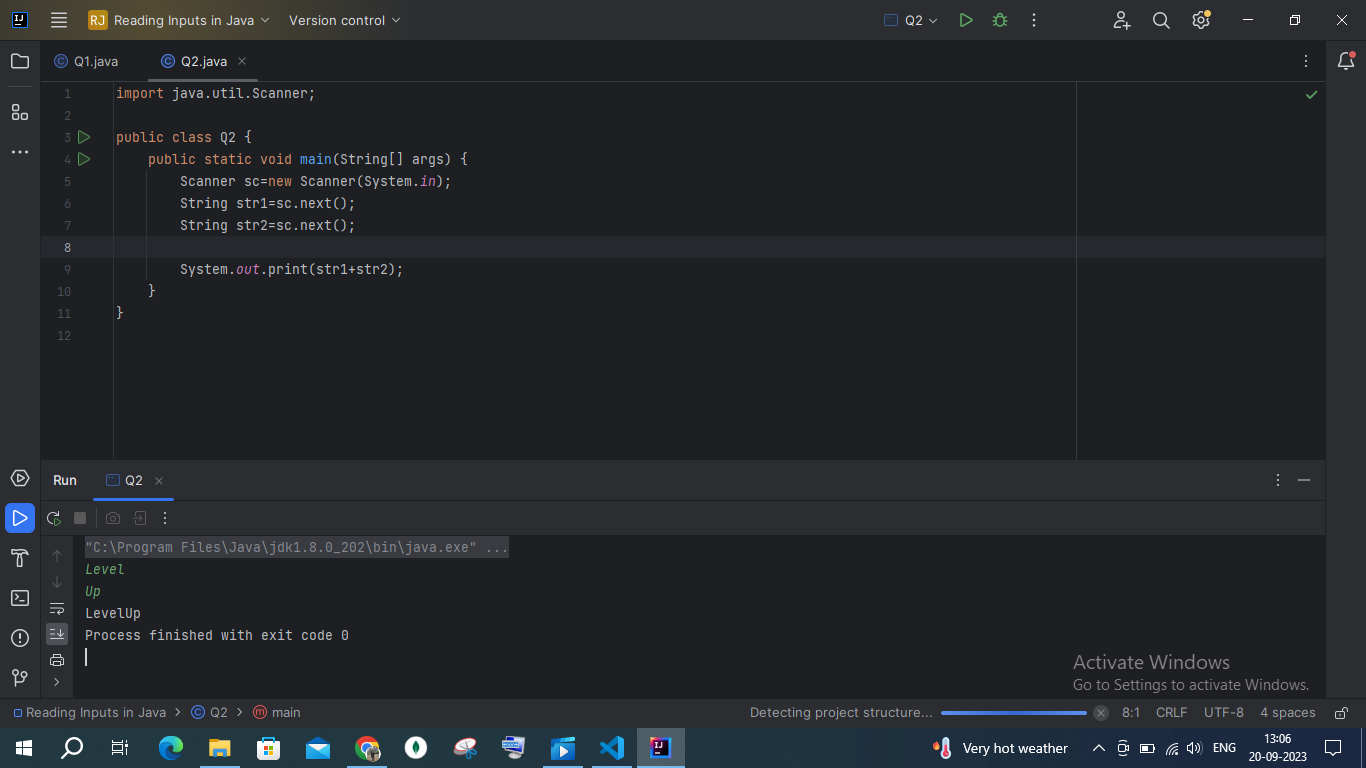 RJ Reading Inputs in Java Version control Q2
Q1.java Q2.java
1 import java.util.Scanner;
2
3 public class Q2 {
4 public static void main(String[] args) {
5 Scanner sc=new Scanner(System.in);
6 String str1=sc.next();
7 String str2=sc.next();
8
9 System.out.print(str1+str2);
10 }
11 }
12
Run Q2
"C:\Program Files\Java\jdk1.8.0_202\bin\java.exe" ...
Level
Up
LevelUp
Process finished with exit code 0
Activate Windows
Go to Settings to activate Windows.
Reading Inputs in Java > Q2 > main Detecting project structure... 8:1 CRLF UTF-8 4 spaces
Very hot weather ENG 13:06
20-09-2023